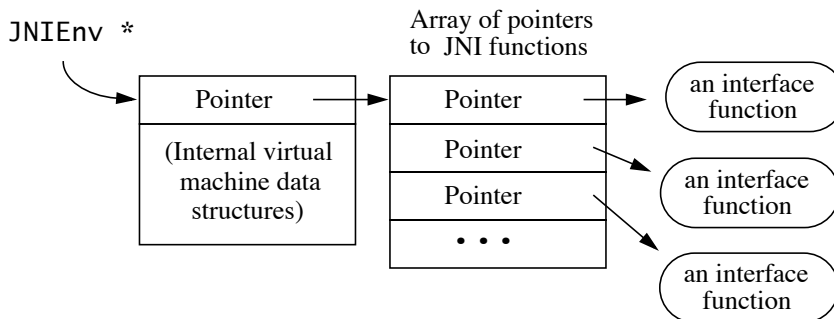 JNIEnv *
Array of pointers
to JNI functions
Pointer
(Internal virtual
machine data
structures)
Pointer
Pointer
Pointer
• • •
an interface
function
an interface
function
an interface
function